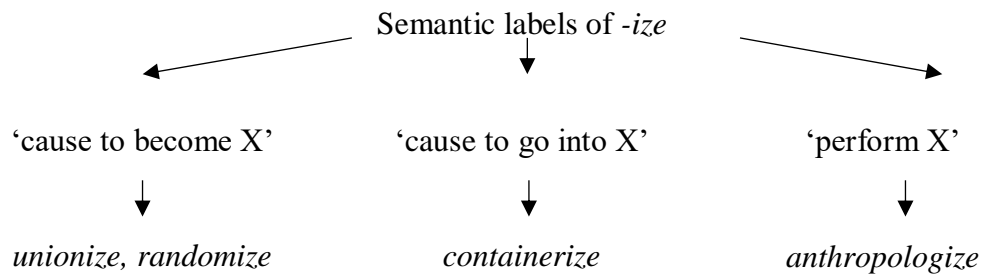 Semantic labels of -ize
‘cause to become X’ ‘cause to go into X’ ‘perform X’
unionize, randomize containerize anthropologize